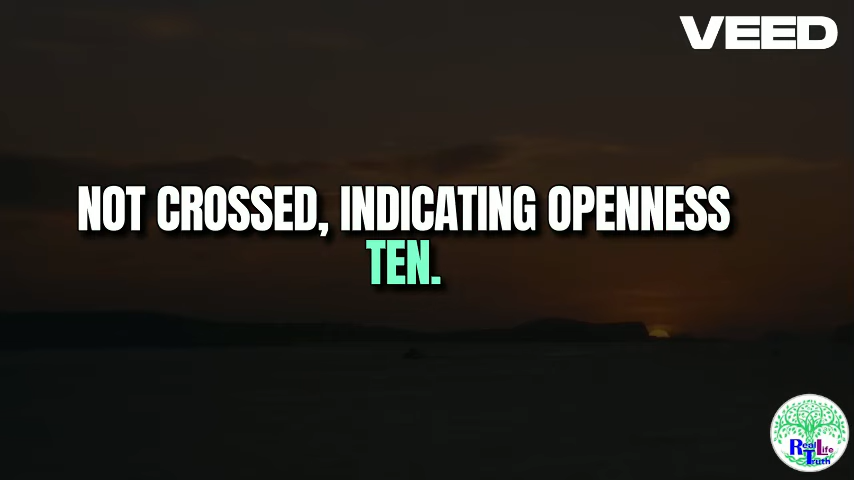 VEED
NOT CROSSED, INDICATING OPENNESS
TEN.
Real Life
Truth